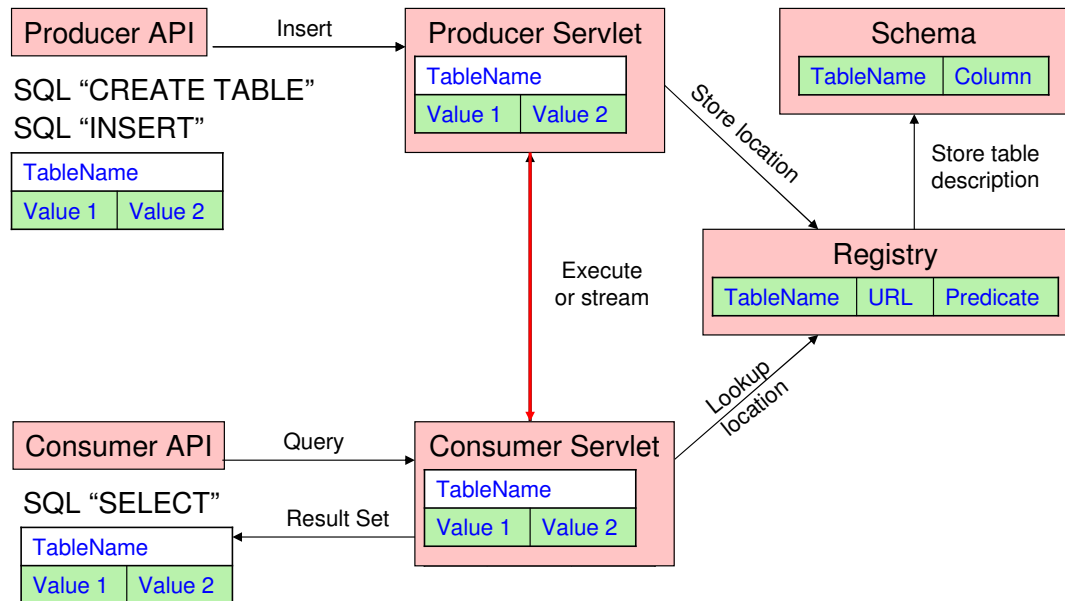 Producer API
Insert
Producer Servlet
TableName
Value 1 Value 2
Schema
TableName Column
SQL “CREATE TABLE”
SQL “INSERT”
TableName
Value 1 Value 2
Store location
Store table
description
Registry
TableName URL Predicate
Execute
or stream
Lookup
location
Consumer API
Query
Consumer Servlet
TableName
Value 1 Value 2
SQL “SELECT”
Result Set
TableName
Value 1 Value 2